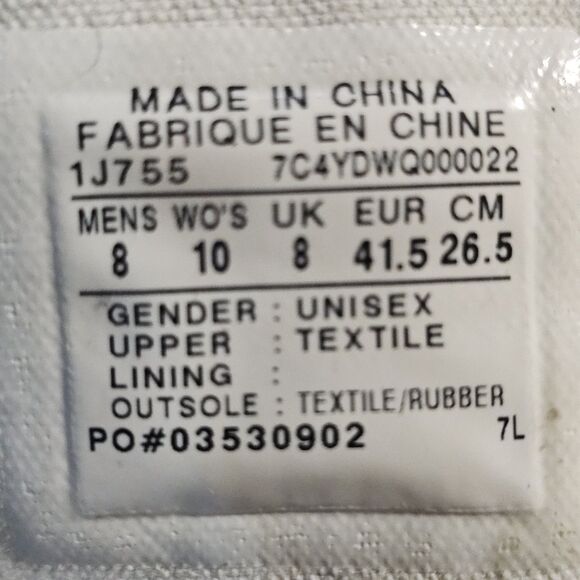 MADE IN CHINA
FABRIQUE EN CHINE
1J755 7C4YDWQ000022
MENS WO'S UK EUR CM
8 10 8 41.5 26.5
GENDER : UNISEX
UPPER : TEXTILE
LINING :
OUTSOLE : TEXTILE/RUBBER
PO#03530902 7L